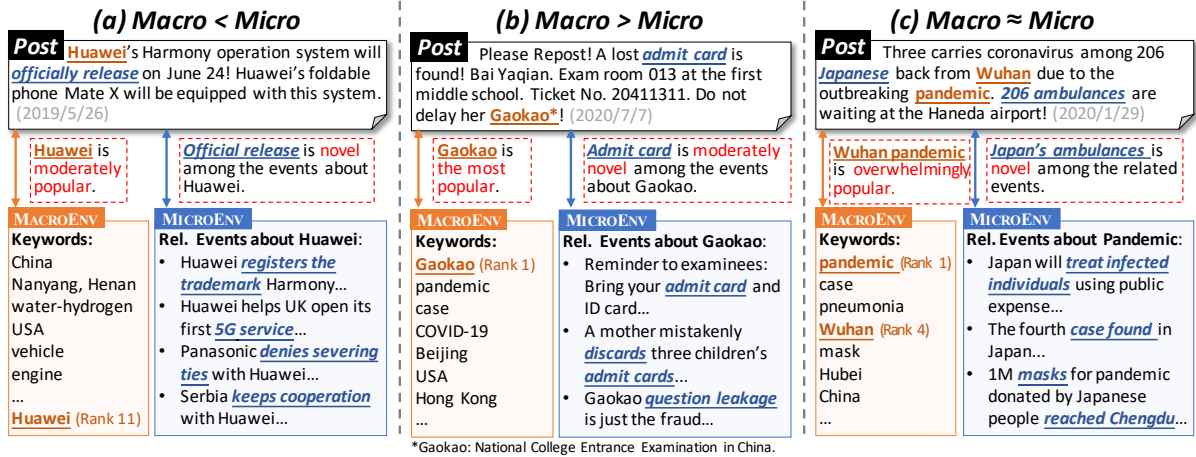 (a) Macro < Micro
Post
Huawei's Harmony operation system will
officially release on June 24! Huawei's foldable
phone Mate X will be equipped with this system.
(2019/5/26)
Huawei is
moderately
popular.
Official release is novel
among the events about
Huawei.
MACROENV
Keywords:
China
Nanyang, Henan
water-hydrogen
USA
vehicle
engine
...
Huawei (Rank 11)
MICROENV
Rel. Events about Huawei:
• Huawei registers the
trademark Harmony...
• Huawei helps UK open its
first 5G service...
• Panasonic denies severing
ties with Huawei...
• Serbia keeps cooperation
with Huawei...
(b) Macro > Micro
Post
Please Repost! A lost admit card is
found! Bai Yaqian. Exam room 013 at the first
middle school. Ticket No. 20411311. Do not
delay her Gaokao*! (2020/7/7)
Gaokao is
the most
popular.
Admit card is moderately
novel among the events
about Gaokao.
MACROENV
Keywords:
Gaokao (Rank 1)
pandemic
case
COVID-19
Beijing
USA
Hong Kong
...
MICROENV
Rel. Events about Gaokao:
• Reminder to examinees:
Bring your admit card and
ID card...
• A mother mistakenly
discards three children's
admit cards...
• Gaokao question leakage
is just the fraud...
*Gaokao: National College Entrance Examination in China.
(c) Macro ≈ Micro
Post
Three carries coronavirus among 206
Japanese back from Wuhan due to the
outbreaking pandemic. 206 ambulances are
waiting at the Haneda airport! (2020/1/29)
Wuhan pandemic
is overwhelmingly
popular.
Japan's ambulances is
novel among the related
events.
MACROENV
Keywords:
pandemic (Rank 1)
case
pneumonia
Wuhan (Rank 4)
mask
Hubei
China
...
MICROENV
Rel. Events about Pandemic:
• Japan will treat infected
individuals using public
expense...
• The fourth case found in
Japan...
• 1M masks for pandemic
donated by Japanese
people reached Chengdu...